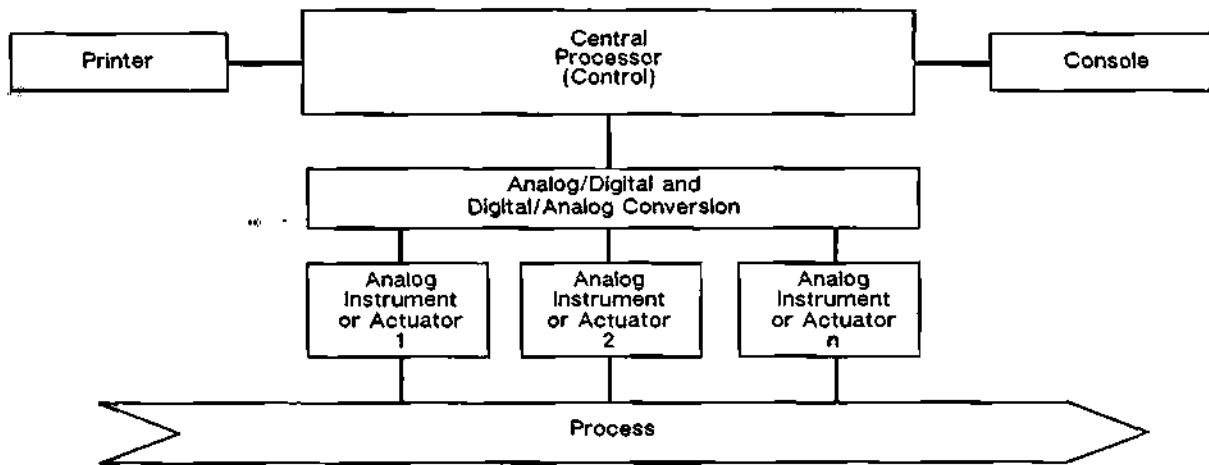 Printer
Central
Processor
(Control)
Console
Analog/Digital and
Digital/Analog Conversion
Analog
Instrument
or Actuator
1
Analog
Instrument
or Actuator
2
Analog
Instrument
or Actuator
n
Process